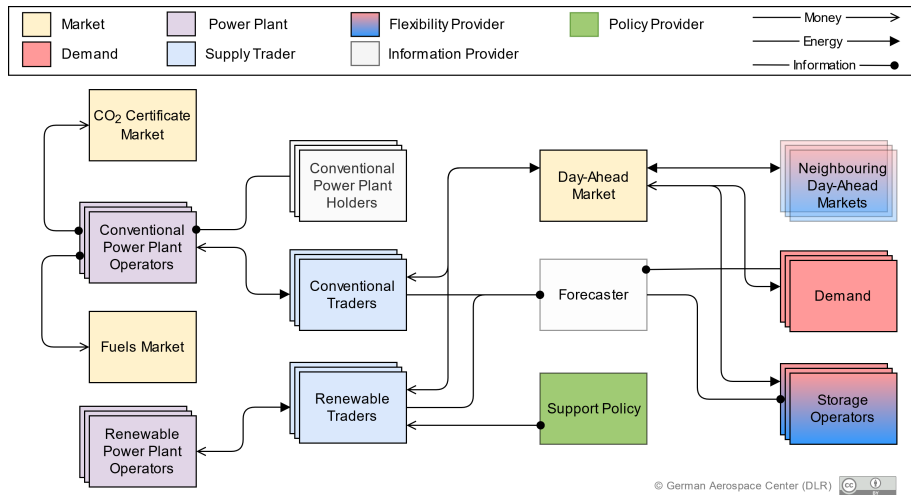 Market
Power Plant
Flexibility Provider
Policy Provider
Money
Energy
Demand
Supply Trader
Information Provider
Information
CO2 Certificate
Market
Conventional
Power Plant
Holders
Day-Ahead
Market
Neighbouring
Day-Ahead
Markets
Conventional
Power Plant
Operators
Conventional
Traders
Forecaster
Demand
Fuels Market
Renewable
Traders
Support Policy
Storage
Operators
Renewable
Power Plant
Operators
© German Aerospace Center (DLR)
cc
BY